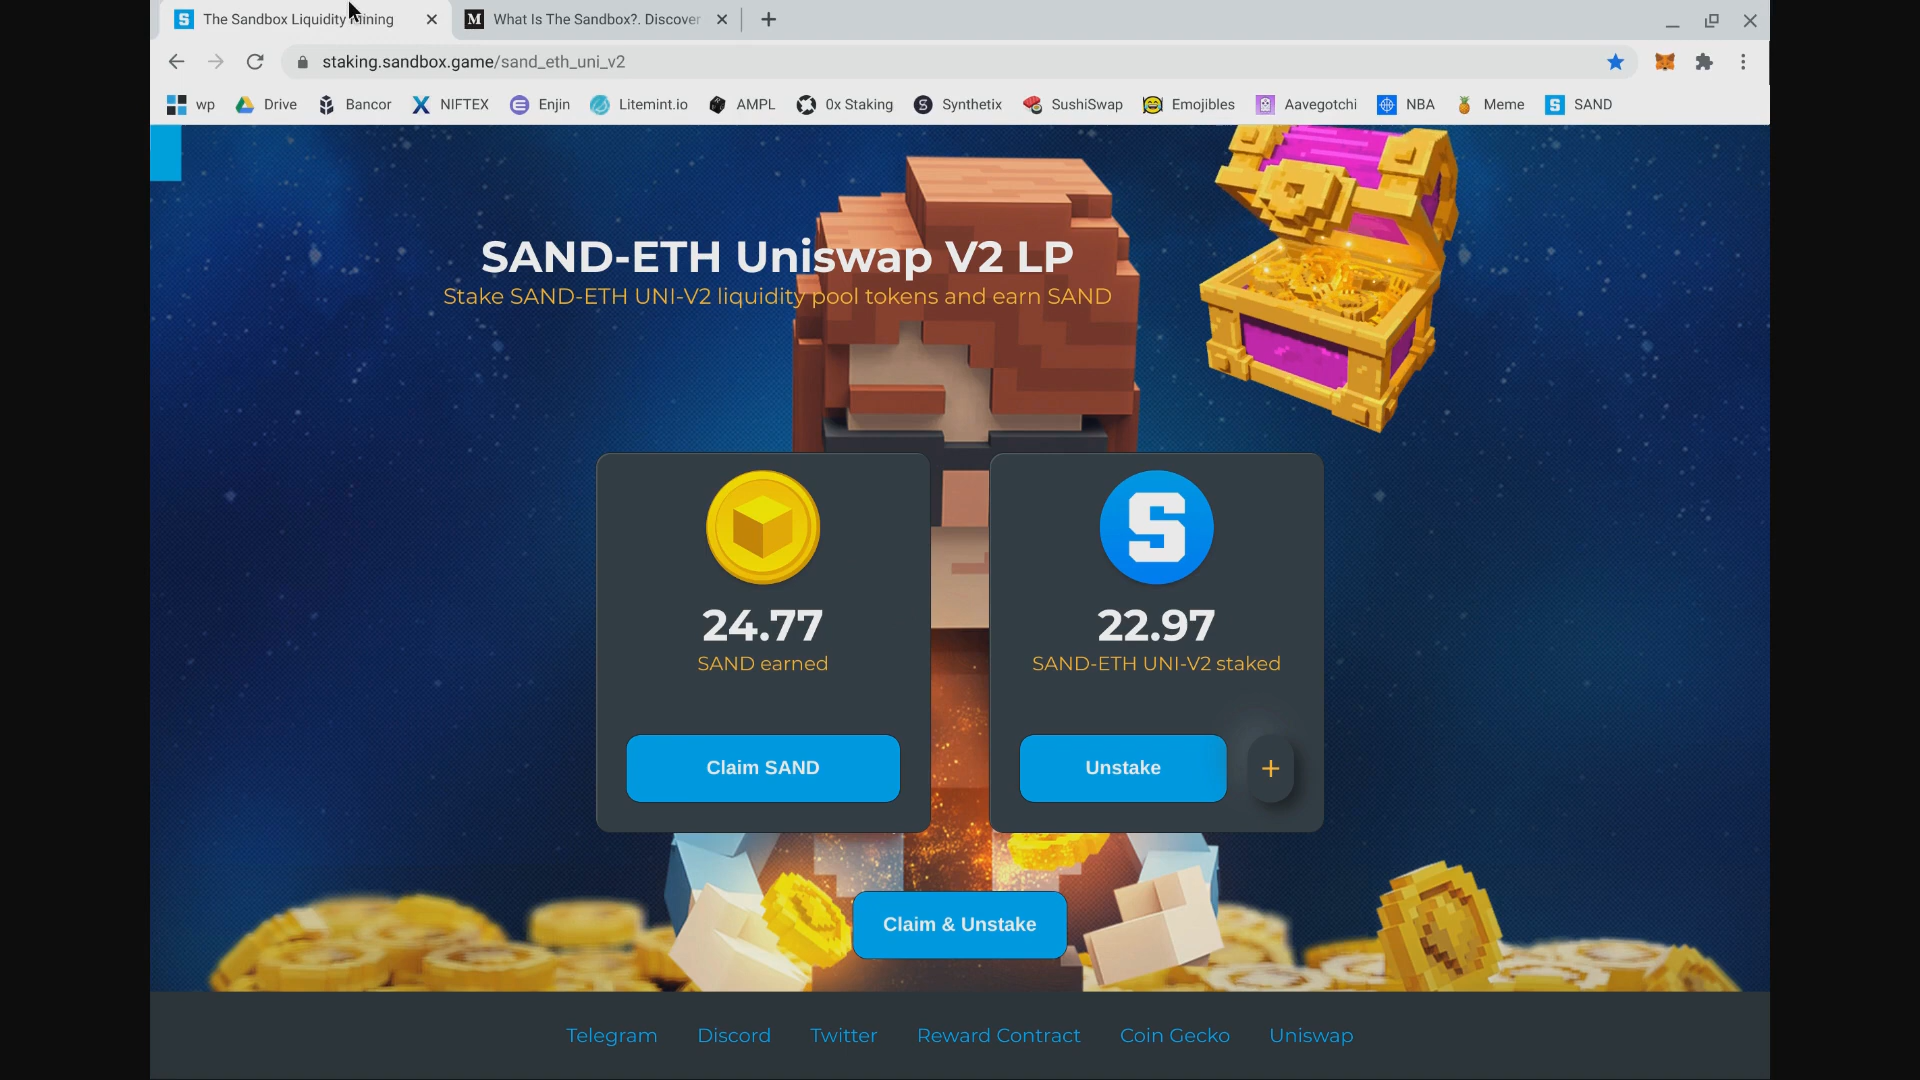 The Sandbox Liquidity Mining
What Is The Sandbox?. Discover
staking.sandbox.game/sand_eth_uni_v2
wp Drive Bancor NIFTEX Enjin Litemint.io AMPL 0x Staking Synthetix SushiSwap Emojibles Aavegotchi NBA Meme SAND
SAND-ETH Uniswap V2 LP
Stake SAND-ETH UNI-V2 liquidity pool tokens and earn SAND
24.77
SAND earned
Claim SAND
22.97
SAND-ETH UNI-V2 staked
Unstake +
Claim & Unstake
Telegram Discord Twitter Reward Contract Coin Gecko Uniswap